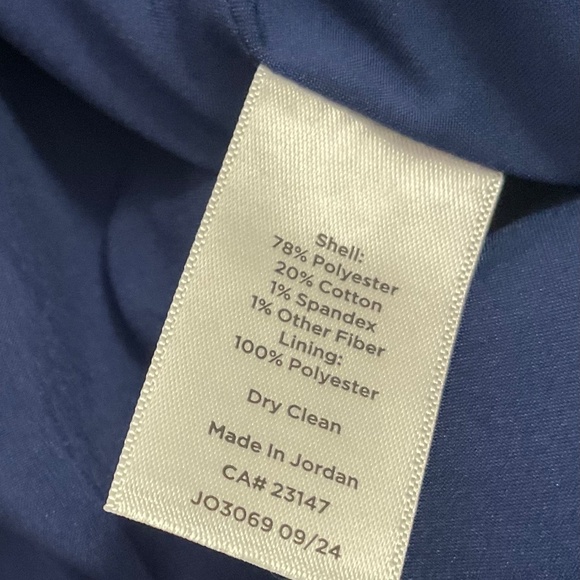 Shell:
78% Polyester
20% Cotton
1% Spandex
1% Other Fiber
Lining:
100% Polyester
Dry Clean
Made In Jordan
CA# 23147
JO3069 09/24